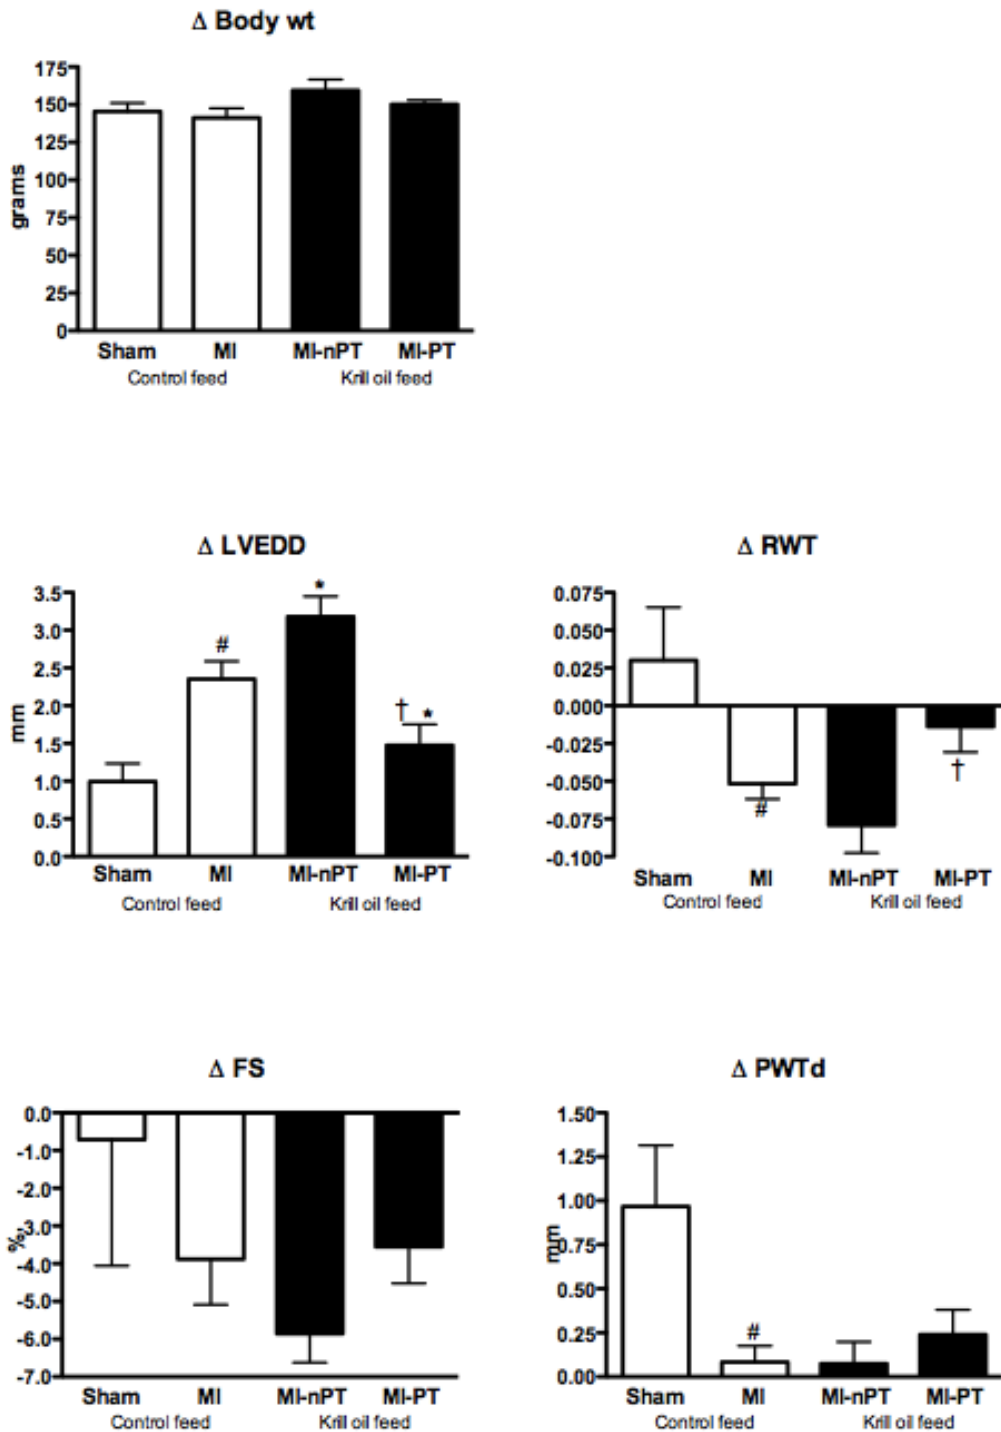 Δ Body wt
175
150
125
100
75
50
25
0
grams
Sham MI MI-nPT MI-PT
Control feed Krill oil feed
Δ LVEDD
3.5
3.0
2.5
2.0
1.5
1.0
0.5
0.0
mm
#
*
† *
Sham MI MI-nPT MI-PT
Control feed Krill oil feed
Δ RWT
0.075
0.050
0.025
0.000
-0.025
-0.050
-0.075
-0.100
#
†
Sham MI MI-nPT MI-PT
Control feed Krill oil feed
Δ FS
0.0
-1.0
-2.0
-3.0
-4.0
-5.0
-6.0
-7.0
%
Sham MI MI-nPT MI-PT
Control feed Krill oil feed
Δ PWTd
1.50
1.25
1.00
0.75
0.50
0.25
0.00
mm
#
Sham MI MI-nPT MI-PT
Control feed Krill oil feed